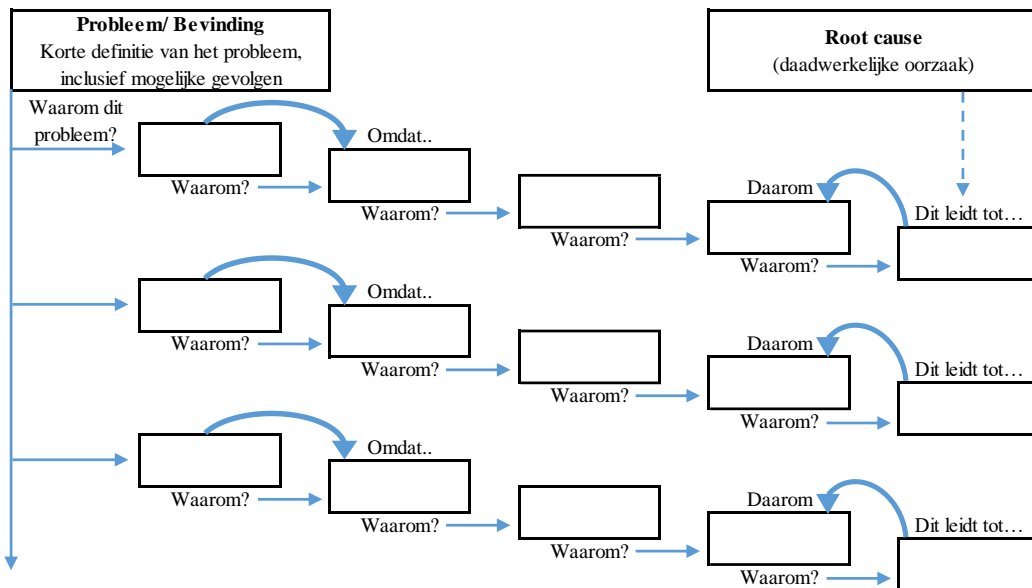 Probleem/ Bevinding
Korte definitie van het probleem,
inclusief mogelijke gevolgen
Root cause
(daadwerkelijke oorzaak)
Waarom dit
probleem?
Omdat..
Waarom?
Waarom?
Daarom
Waarom?
Dit leidt tot…
Waarom?
Omdat..
Waarom?
Waarom?
Daarom
Waarom?
Dit leidt tot…
Waarom?
Omdat..
Waarom?
Waarom?
Daarom
Waarom?
Dit leidt tot…
Waarom?